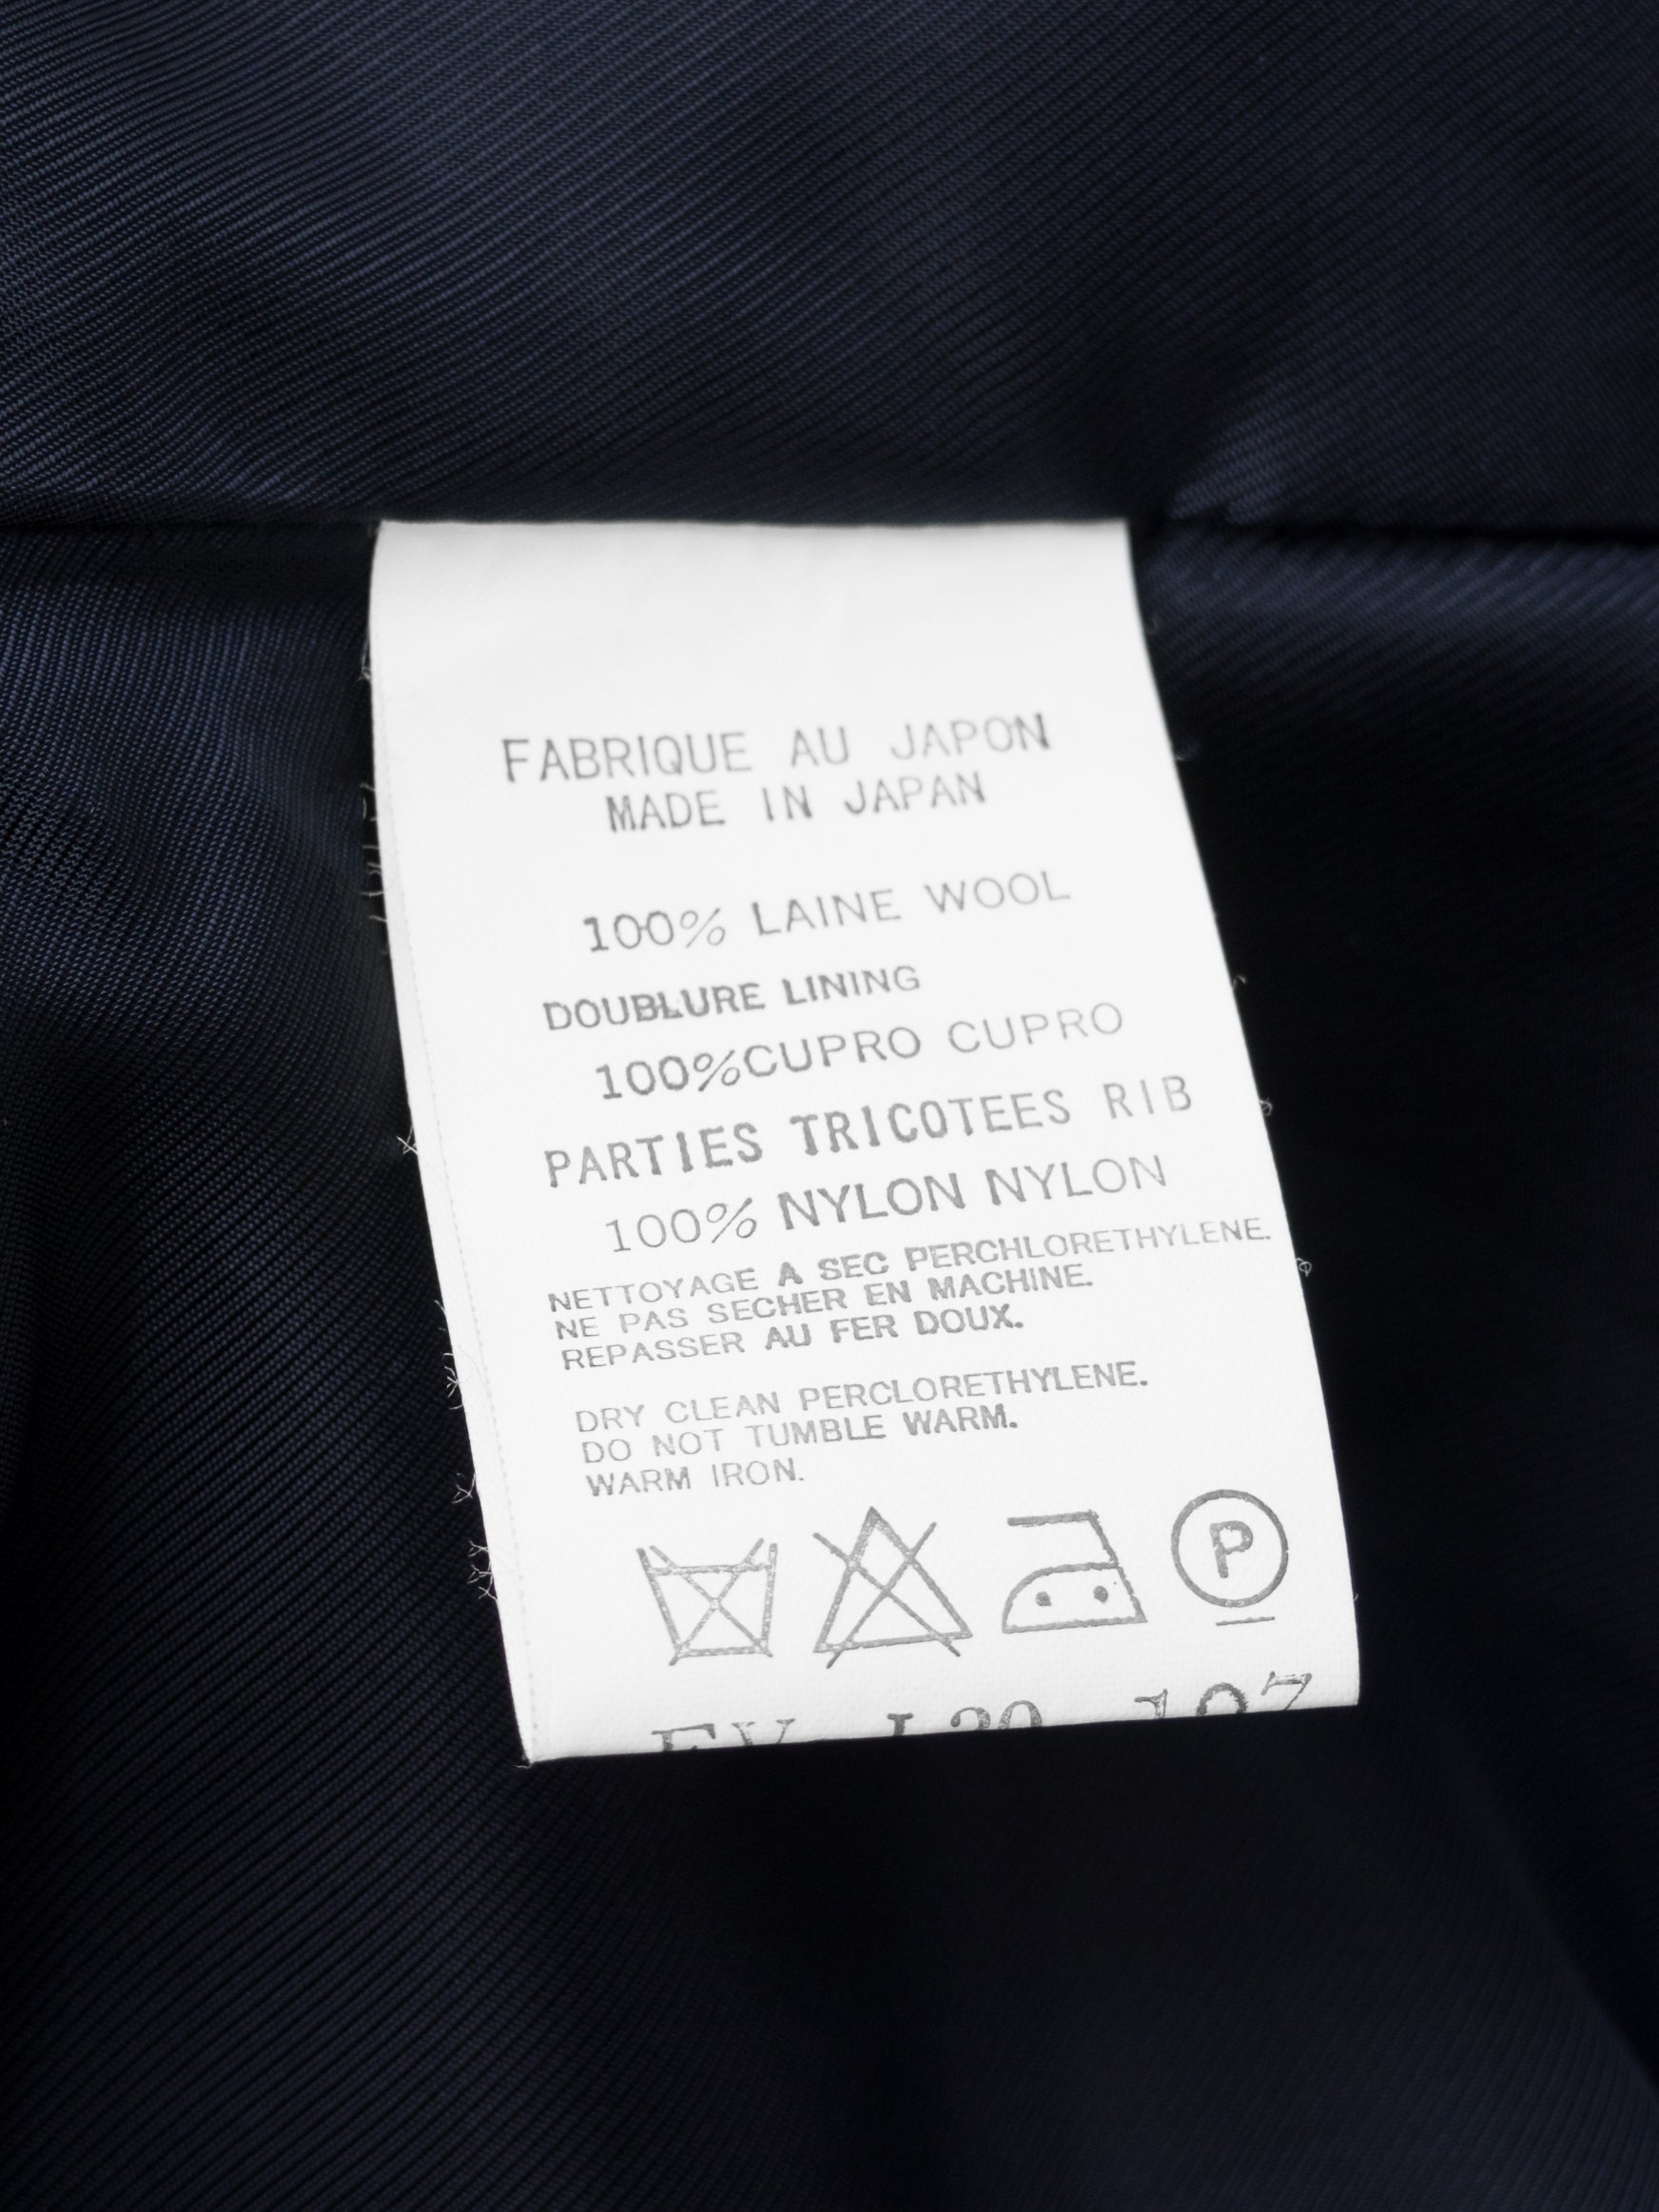 FABRIQUE AU JAPON
MADE IN JAPAN
100% LAINE WOOL
DOUBLURE LINING
100%CUPRO CUPRO
PARTIES TRICOTEES RIB
100% NYLON NYLON
NETTOYAGE A SEC PERCHLORETHYLENE.
NE PAS SECHER EN MACHINE.
REPASSER AU FER DOUX.
DRY CLEAN PERCLORETHYLENE.
DO NOT TUMBLE WARM.
WARM IRON.
P